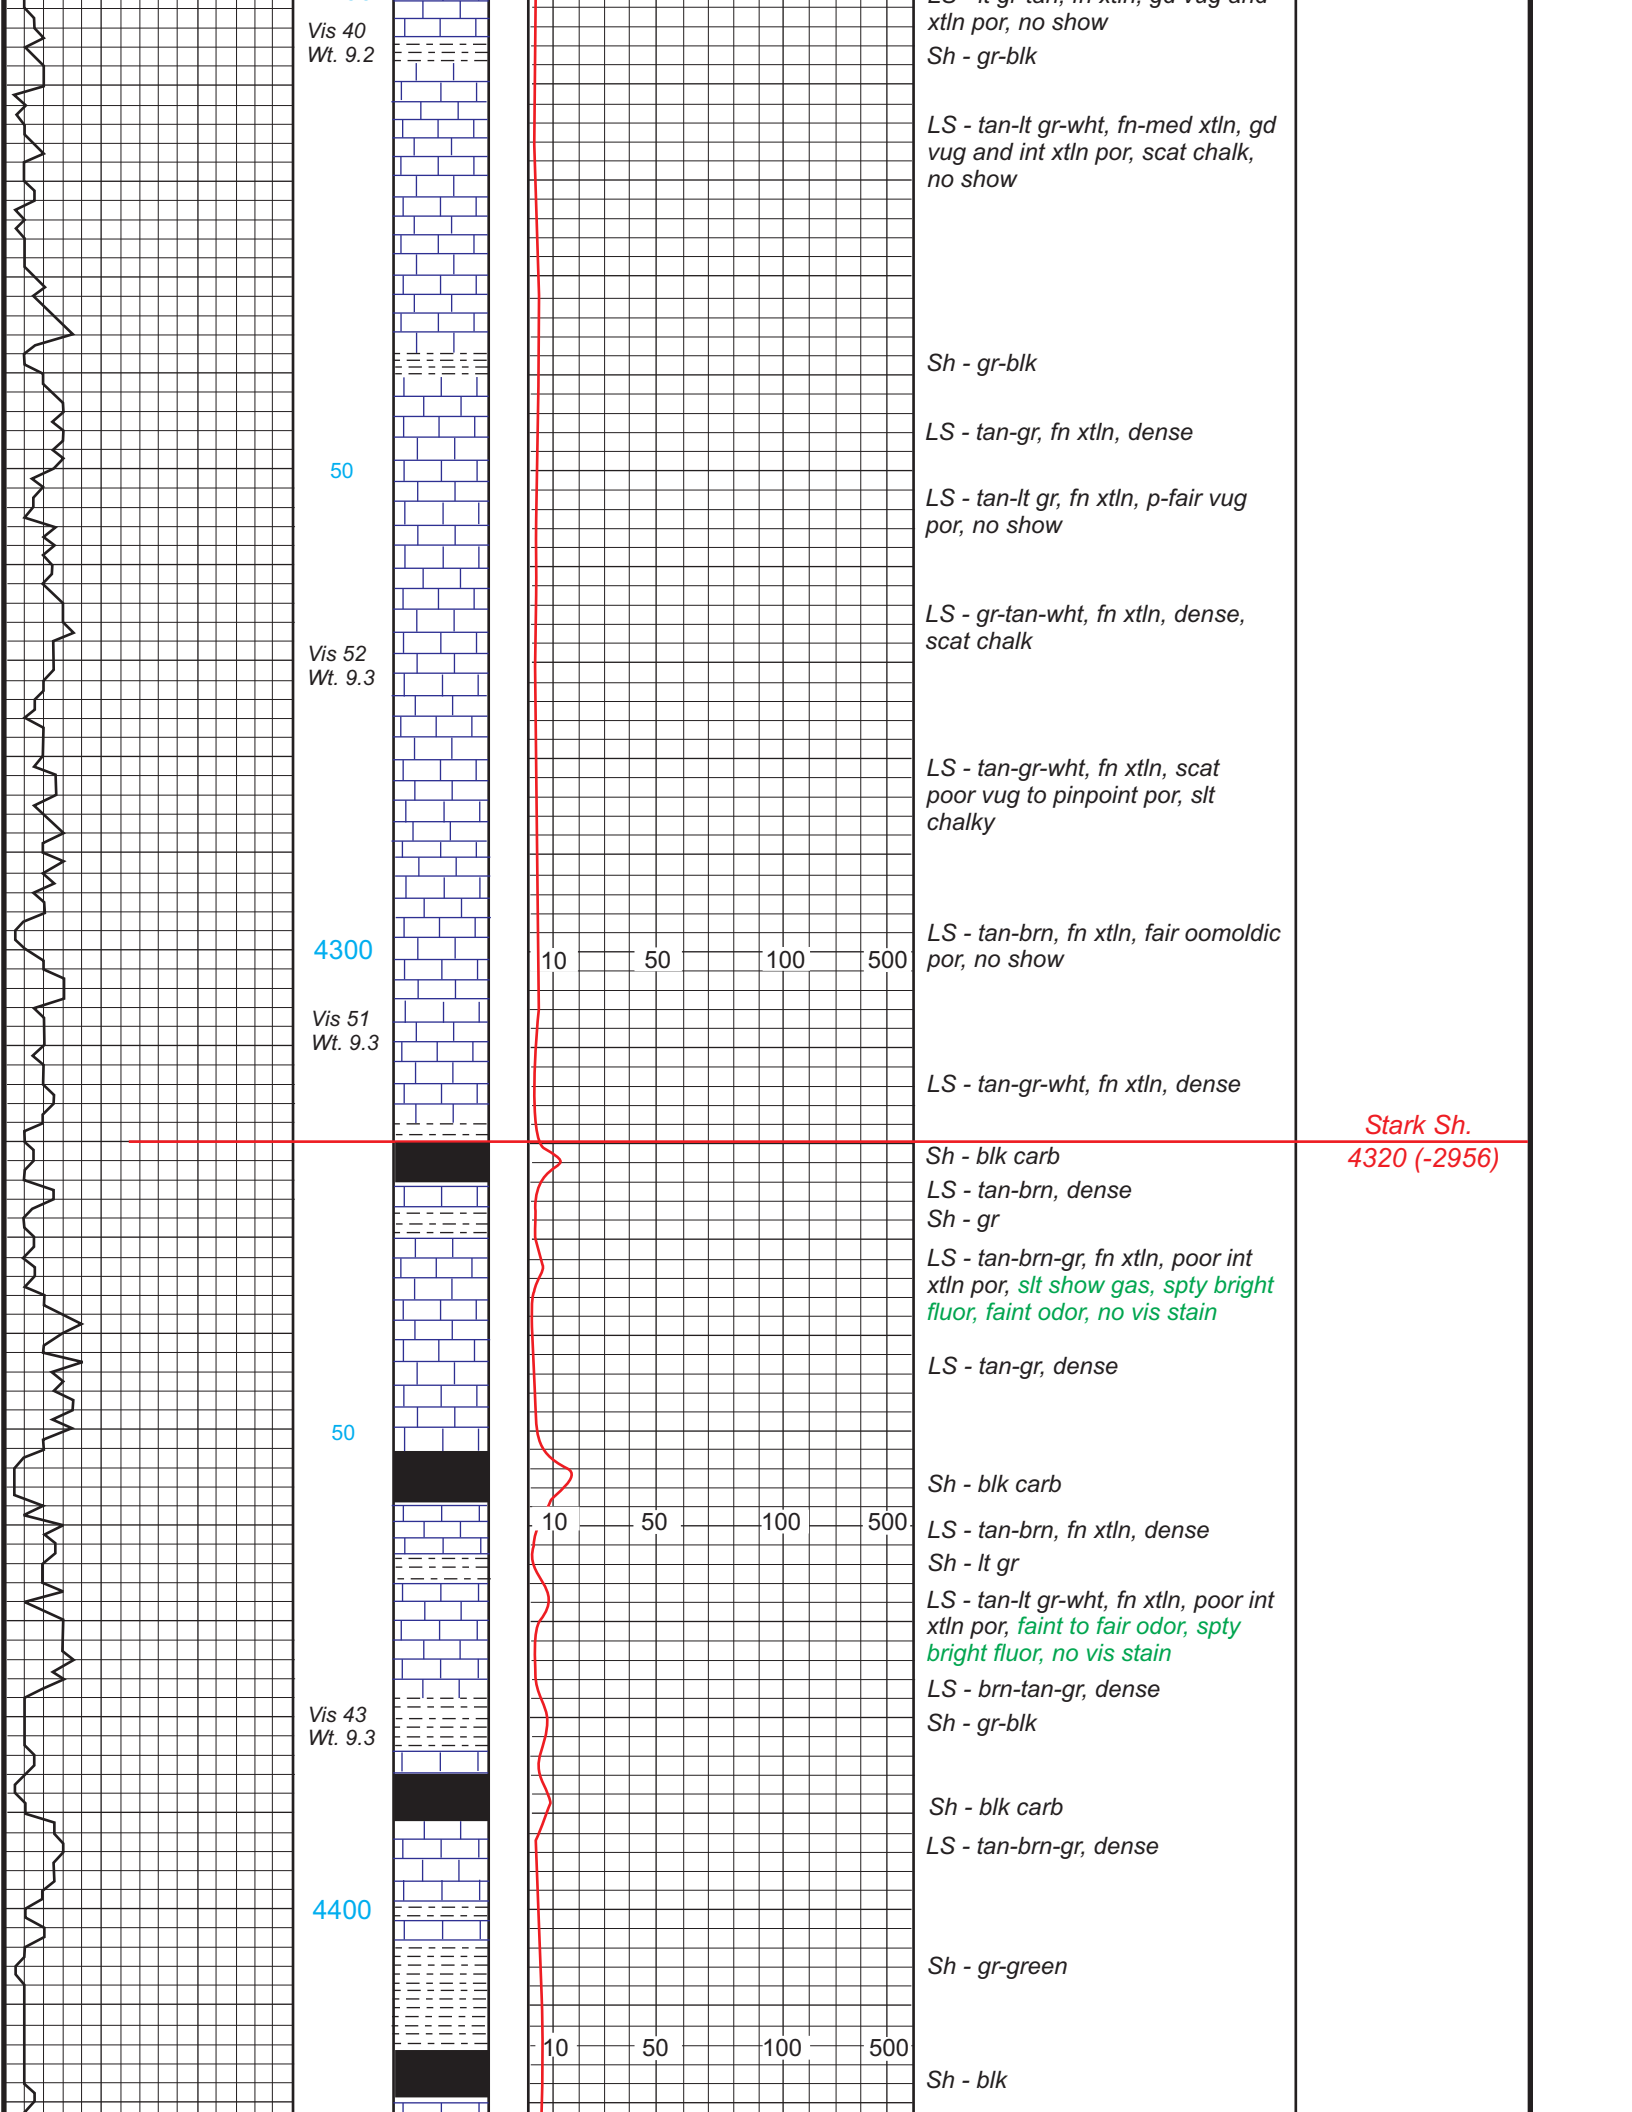 LS - lt gr-tan, fn xtln, gd vug and
xtln por, no show
Vis 40
Wt. 9.2
Sh - gr-blk
LS - tan-lt gr-wht, fn-med xtln, gd
vug and int xtln por, scat chalk,
no show
Sh - gr-blk
LS - tan-gr, fn xtln, dense
50
LS - tan-lt gr, fn xtln, p-fair vug
por, no show
LS - gr-tan-wht, fn xtln, dense,
scat chalk
Vis 52
Wt. 9.3
LS - tan-gr-wht, fn xtln, scat
poor vug to pinpoint por, slt
chalky
4300
10 50 100 500
LS - tan-brn, fn xtln, fair oomoldic
por, no show
Vis 51
Wt. 9.3
LS - tan-gr-wht, fn xtln, dense
Stark Sh.
4320 (-2956)
Sh - blk carb
LS - tan-brn, dense
Sh - gr
LS - tan-brn-gr, fn xtln, poor int
xtln por, slt show gas, spty bright
fluor, faint odor, no vis stain
LS - tan-gr, dense
50
Sh - blk carb
10 50 100 500
LS - tan-brn, fn xtln, dense
Sh - lt gr
LS - tan-lt gr-wht, fn xtln, poor int
xtln por, faint to fair odor, spty
bright fluor, no vis stain
LS - brn-tan-gr, dense
Vis 43
Wt. 9.3
Sh - gr-blk
Sh - blk carb
LS - tan-brn-gr, dense
4400
Sh - gr-green
10 50 100 500
Sh - blk